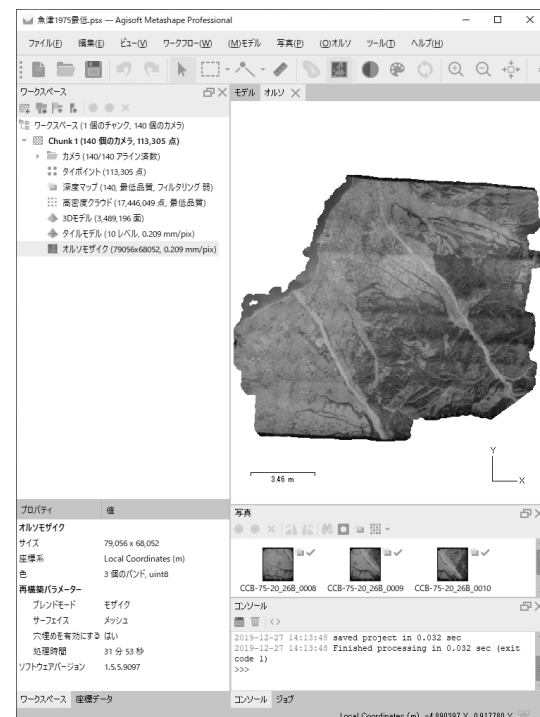 魚津1975最低.psx — Agisoft Metashape Professional
ファイル(F) 編集(E) ビュー(V) ワークフロー(W) (M)モデル 写真(P) (O)オルソ ツール(T) ヘルプ(H)
ワークスペース
モデル オルソ
ワークスペース (1 個のチャンク, 140 個のカメラ)
Chunk 1 (140 個のカメラ, 113,305 点)
カメラ (140/140 アライン済数)
タイポイント (113,305 点)
深度マップ (140, 最低品質, フィルタリング 弱)
高密度クラウド (17,446,049 点, 最低品質)
3Dモデル (3,489,196 面)
タイルモデル (10 レベル, 0.209 mm/pix)
オルソモザイク (79056x68052, 0.209 mm/pix)
3.46 m
Y
X
プロパティ 値
オルソモザイク
サイズ 79,056 x 68,052
座標系 Local Coordinates (m)
色 3 個のバンド, uint8
再構築パラメーター
ブレンドモード モザイク
サーフェイス メッシュ
穴埋めを有効にする はい
処理時間 31 分 53 秒
ソフトウェアバージョン 1.5.5.9097
ワークスペース 座標データ
写真
CCB-75-20_26B_0008 CCB-75-20_26B_0009 CCB-75-20_26B_0010
コンソール
2019-12-27 14:13:48 saved project in 0.032 sec
2019-12-27 14:13:48 Finished processing in 0.032 sec (exit
code 1)
>>>
コンソール ジョブ
Local Coordinates (m) -4.890397 X 0.917780 Y